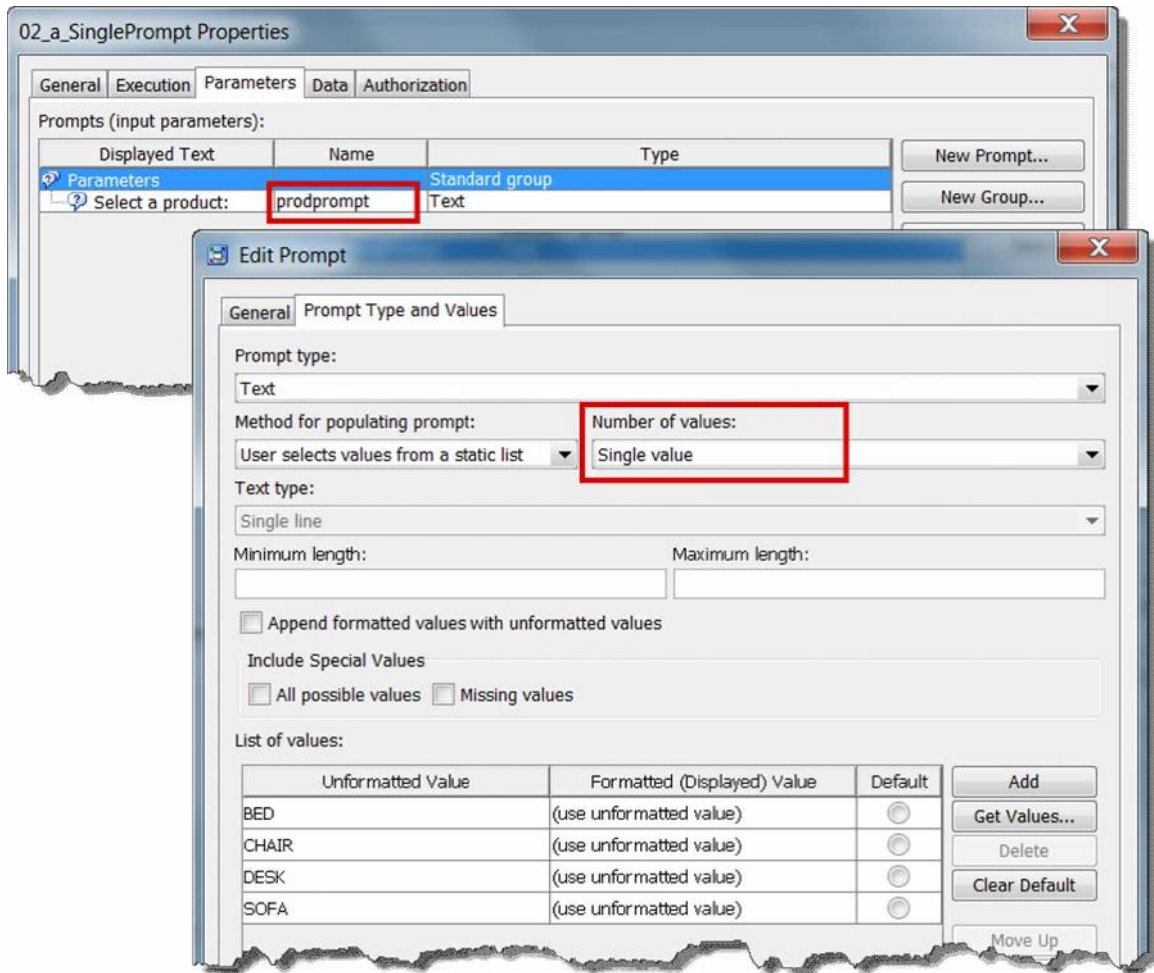 02_a_SinglePrompt Properties
General Execution Parameters Data Authorization
Prompts (input parameters):
Displayed Text Name Type
Parameters Standard group
Select a product: prodprompt Text
New Prompt...
New Group...
Edit Prompt
General Prompt Type and Values
Prompt type:
Text
Method for populating prompt: Number of values:
User selects values from a static list Single value
Text type:
Single line
Minimum length: Maximum length:
Append formatted values with unformatted values
Include Special Values
All possible values Missing values
List of values:
Unformatted Value Formatted (Displayed) Value Default
BED (use unformatted value)
CHAIR (use unformatted value)
DESK (use unformatted value)
SOFA (use unformatted value)
Add
Get Values...
Delete
Clear Default
Move Up